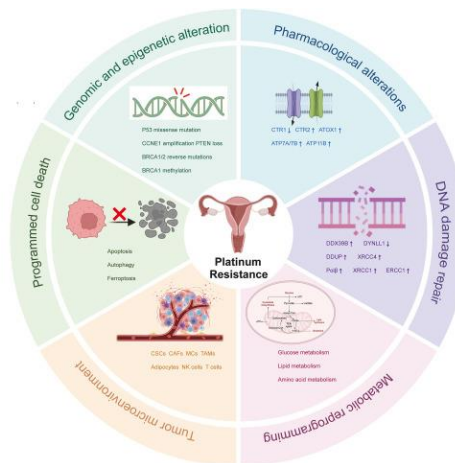 Genomic and epigenetic alteration
P53 missense mutation
CCNE1 amplification PTEN loss
BRCA1/2 reverse mutations
BRCA1 methylation
Pharmacological alterations
CTR1↓ CTR2↑ ATOX1↑
ATP7A/7B↑ ATP11B↑
DNA damage repair
DDX39B↑ DYNLL1↓
DDUP↑ XRCC4↑
Polβ↑ XRCC1↑ ERCC1↑
Metabolic reprogramming
Glucose metabolism
Lipid metabolism
Amino acid metabolism
Tumor microenvironment
CSCs CAFs MCs TAMs
Adipocytes NK cells T cells
Programmed cell death
Apoptosis
Autophagy
Ferroptosis
Platinum
Resistance